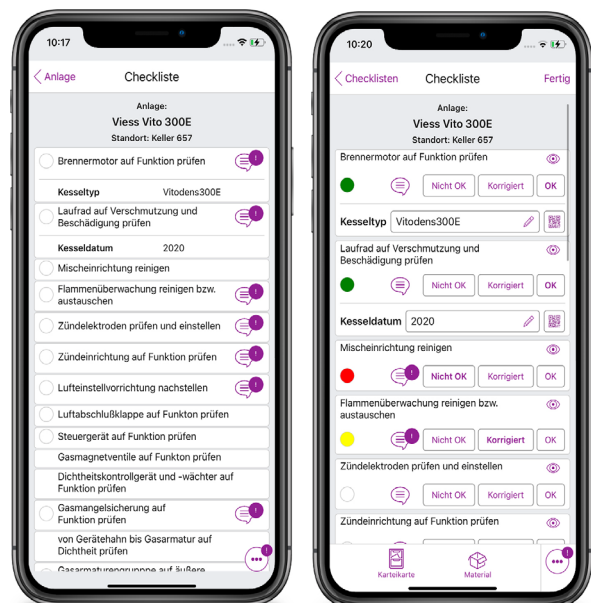 10:17
Anlage
Checkliste
Anlage:
Viess Vito 300E
Standort: Keller 657
Brennermotor auf Funktion prüfen
!
Kesseltyp Vitodens300E
Laufrad auf Verschmutzung und
Beschädigung prüfen
!
Kesseldatum 2020
Mischeinrichtung reinigen
Flammenüberwachung reinigen bzw.
austauschen
!
Zündelektroden prüfen und einstellen
!
Zündeinrichtung auf Funktion prüfen
!
Lufteinstellvorrichtung nachstellen
!
Luftabschlußklappe auf Funkton prüfen
Steuergerät auf Funktion prüfen
Gasmagnetventile auf Funkton prüfen
Dichtheitskontrollgerät und -wächter auf
Funktion prüfen
Gasmangelsicherung auf
Funktion prüfen
!
von Gerätehahn bis Gasarmatur auf
Dichtheit prüfen
!
Gasarmaturengruppe auf äußere
10:20
Checklisten
Checkliste
Fertig
Anlage:
Viess Vito 300E
Standort: Keller 657
Brennermotor auf Funktion prüfen
Nicht OK Korrigiert OK
Kesseltyp Vitodens300E
Laufrad auf Verschmutzung und
Beschädigung prüfen
Nicht OK Korrigiert OK
Kesseldatum 2020
Mischeinrichtung reinigen
! Nicht OK Korrigiert OK
Flammenüberwachung reinigen bzw.
austauschen
! Nicht OK Korrigiert OK
Zündelektroden prüfen und einstellen
Nicht OK Korrigiert OK
Zündeinrichtung auf Funktion prüfen
Karteikarte Material
!